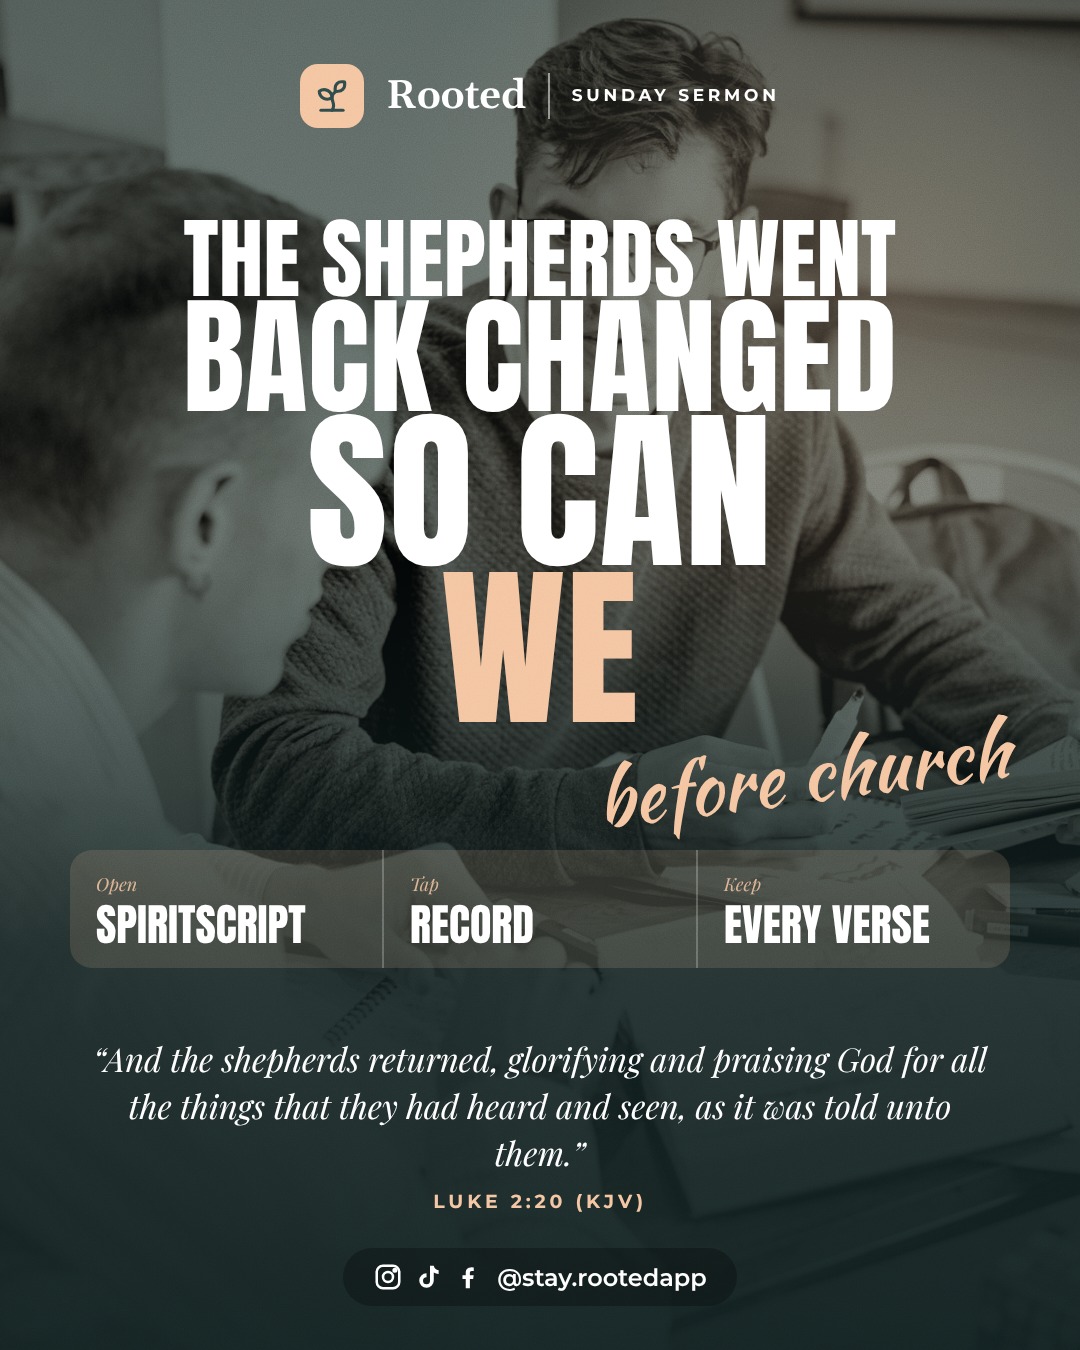 Rooted
SUNDAY SERMON
THE SHEPHERDS WENT
BACK CHANGED
SO CAN
WE
before church
Open
SPIRITSCRIPT
Tap
RECORD
Keep
EVERY VERSE
“And the shepherds returned, glorifying and praising God for all
the things that they had heard and seen, as it was told unto
them.”
LUKE 2:20 (KJV)
@stay.rootedapp